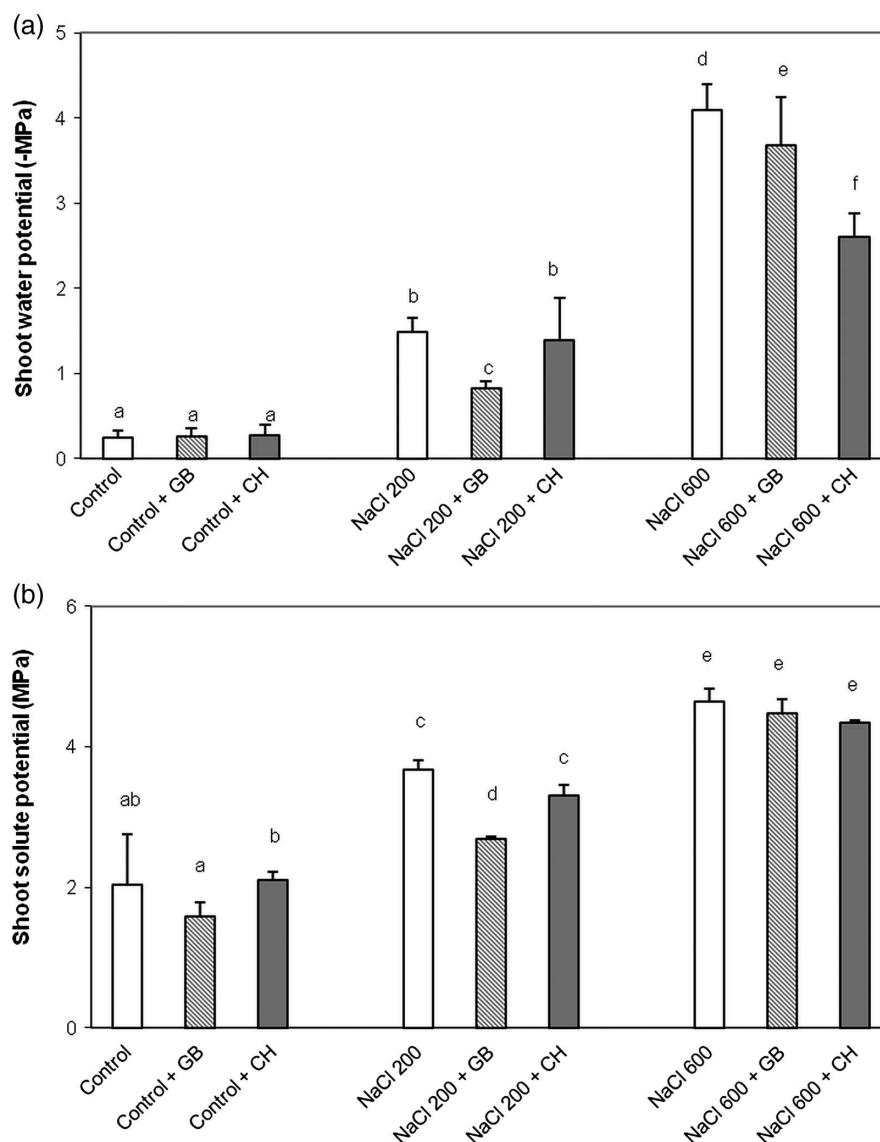 (a)
Shoot water potential (-MPa)
5
4
3
2
1
0
a
a
a
b
c
b
d
e
f
Control
Control + GB
Control + CH
NaCl 200
NaCl 200 + GB
NaCl 200 + CH
NaCl 600
NaCl 600 + GB
NaCl 600 + CH
(b)
Shoot solute potential (MPa)
6
4
2
0
ab
a
b
c
d
c
e
e
e
Control
Control + GB
Control + CH
NaCl 200
NaCl 200 + GB
NaCl 200 + CH
NaCl 600
NaCl 600 + GB
NaCl 600 + CH